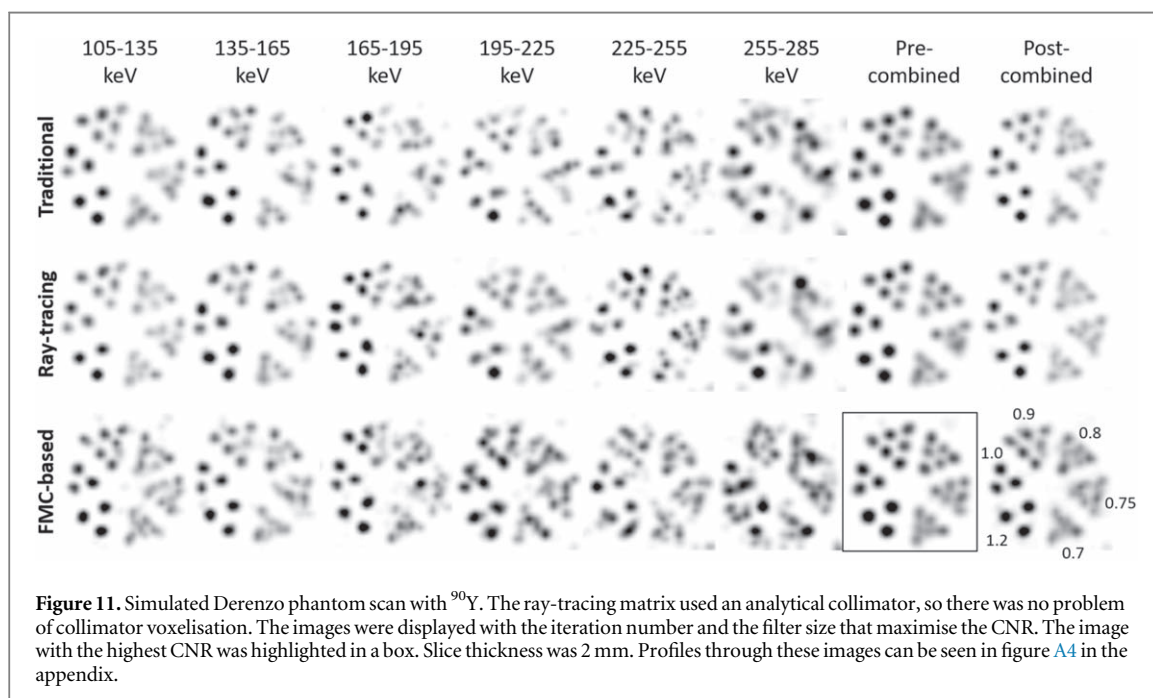 105-135 135-165 165-195 195-225 225-255 255-285 Pre- Post-
keV keV keV keV keV keV combined combined
Traditional
Ray-tracing
FMC-based
0.9
0.8
1.0
0.75
1.2
0.7
Figure 11. Simulated Derenzo phantom scan with ⁹⁰Y. The ray-tracing matrix used an analytical collimator, so there was no problem
of collimator voxelisation. The images were displayed with the iteration number and the filter size that maximise the CNR. The image
with the highest CNR was highlighted in a box. Slice thickness was 2 mm. Profiles through these images can be seen in figure A4 in the
appendix.